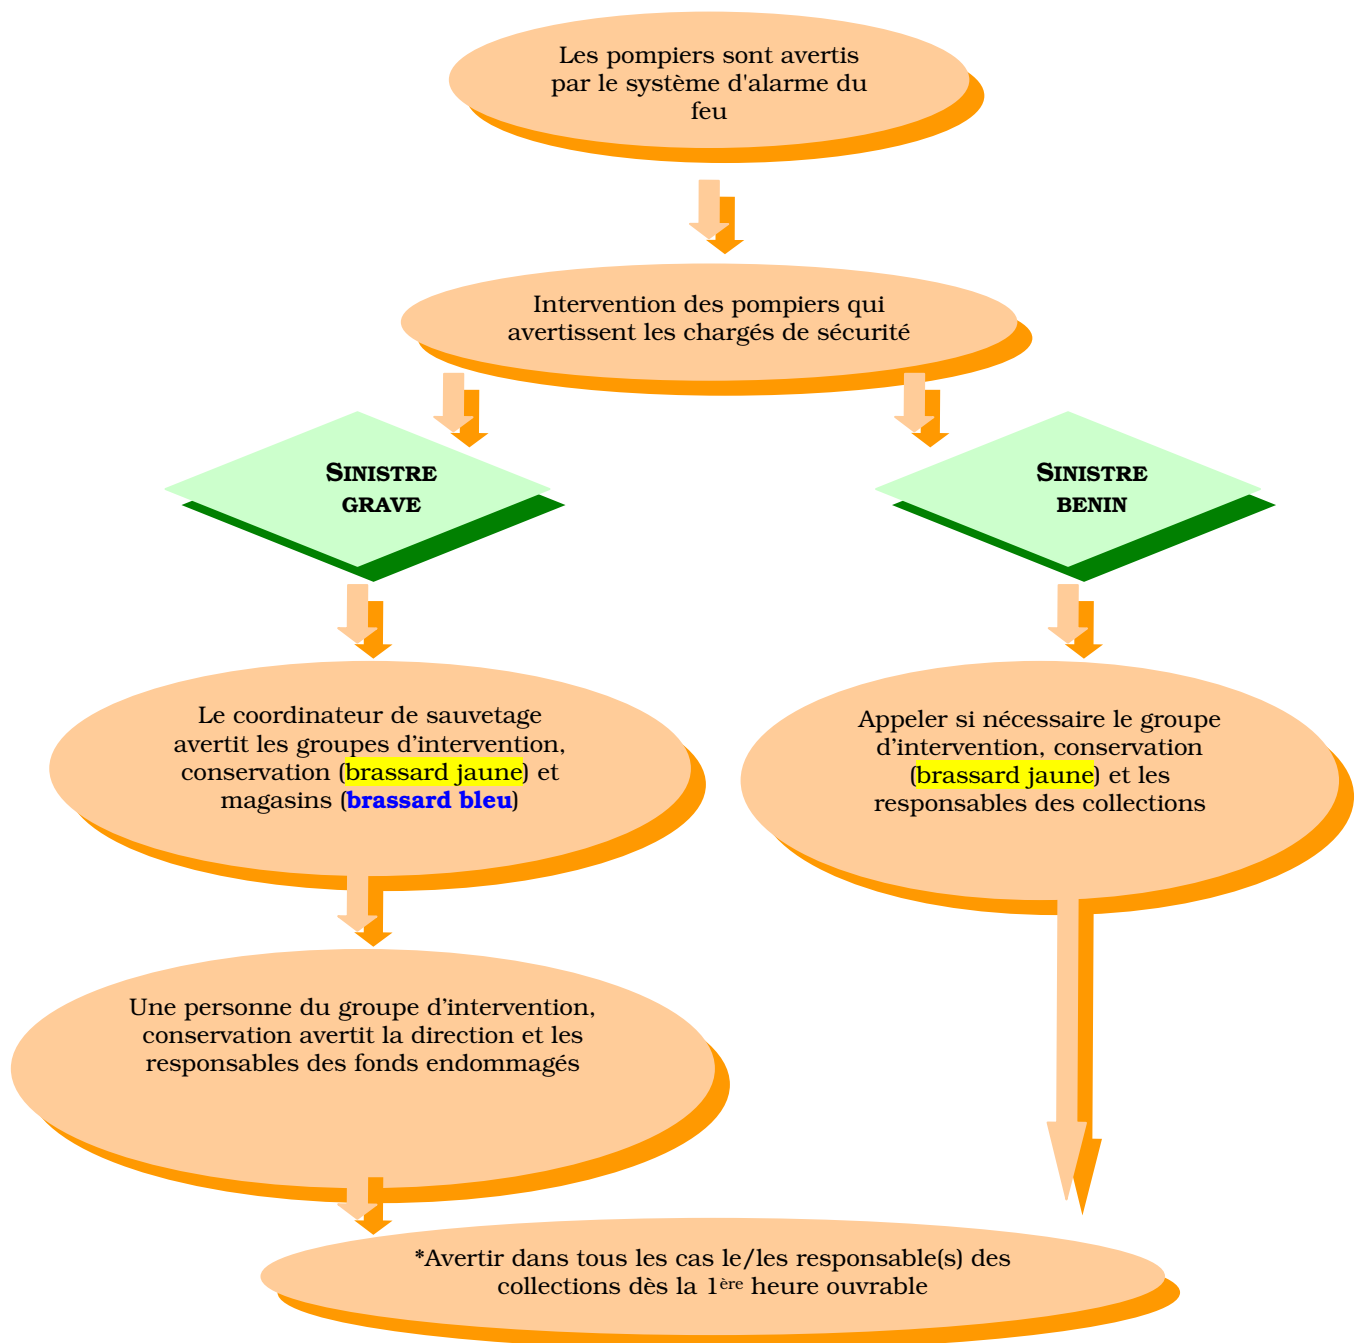 Les pompiers sont avertis
par le système d'alarme du
feu
Intervention des pompiers qui
avertissent les chargés de sécurité
SINISTRE
GRAVE
SINISTRE
BENIN
Le coordinateur de sauvetage
avertit les groupes d’intervention,
conservation (brassard jaune) et
magasins (brassard bleu)
Appeler si nécessaire le groupe
d’intervention, conservation
(brassard jaune) et les
responsables des collections
Une personne du groupe d’intervention,
conservation avertit la direction et les
responsables des fonds endommagés
*Avertir dans tous les cas le/les responsable(s) des
collections dès la 1ère heure ouvrable